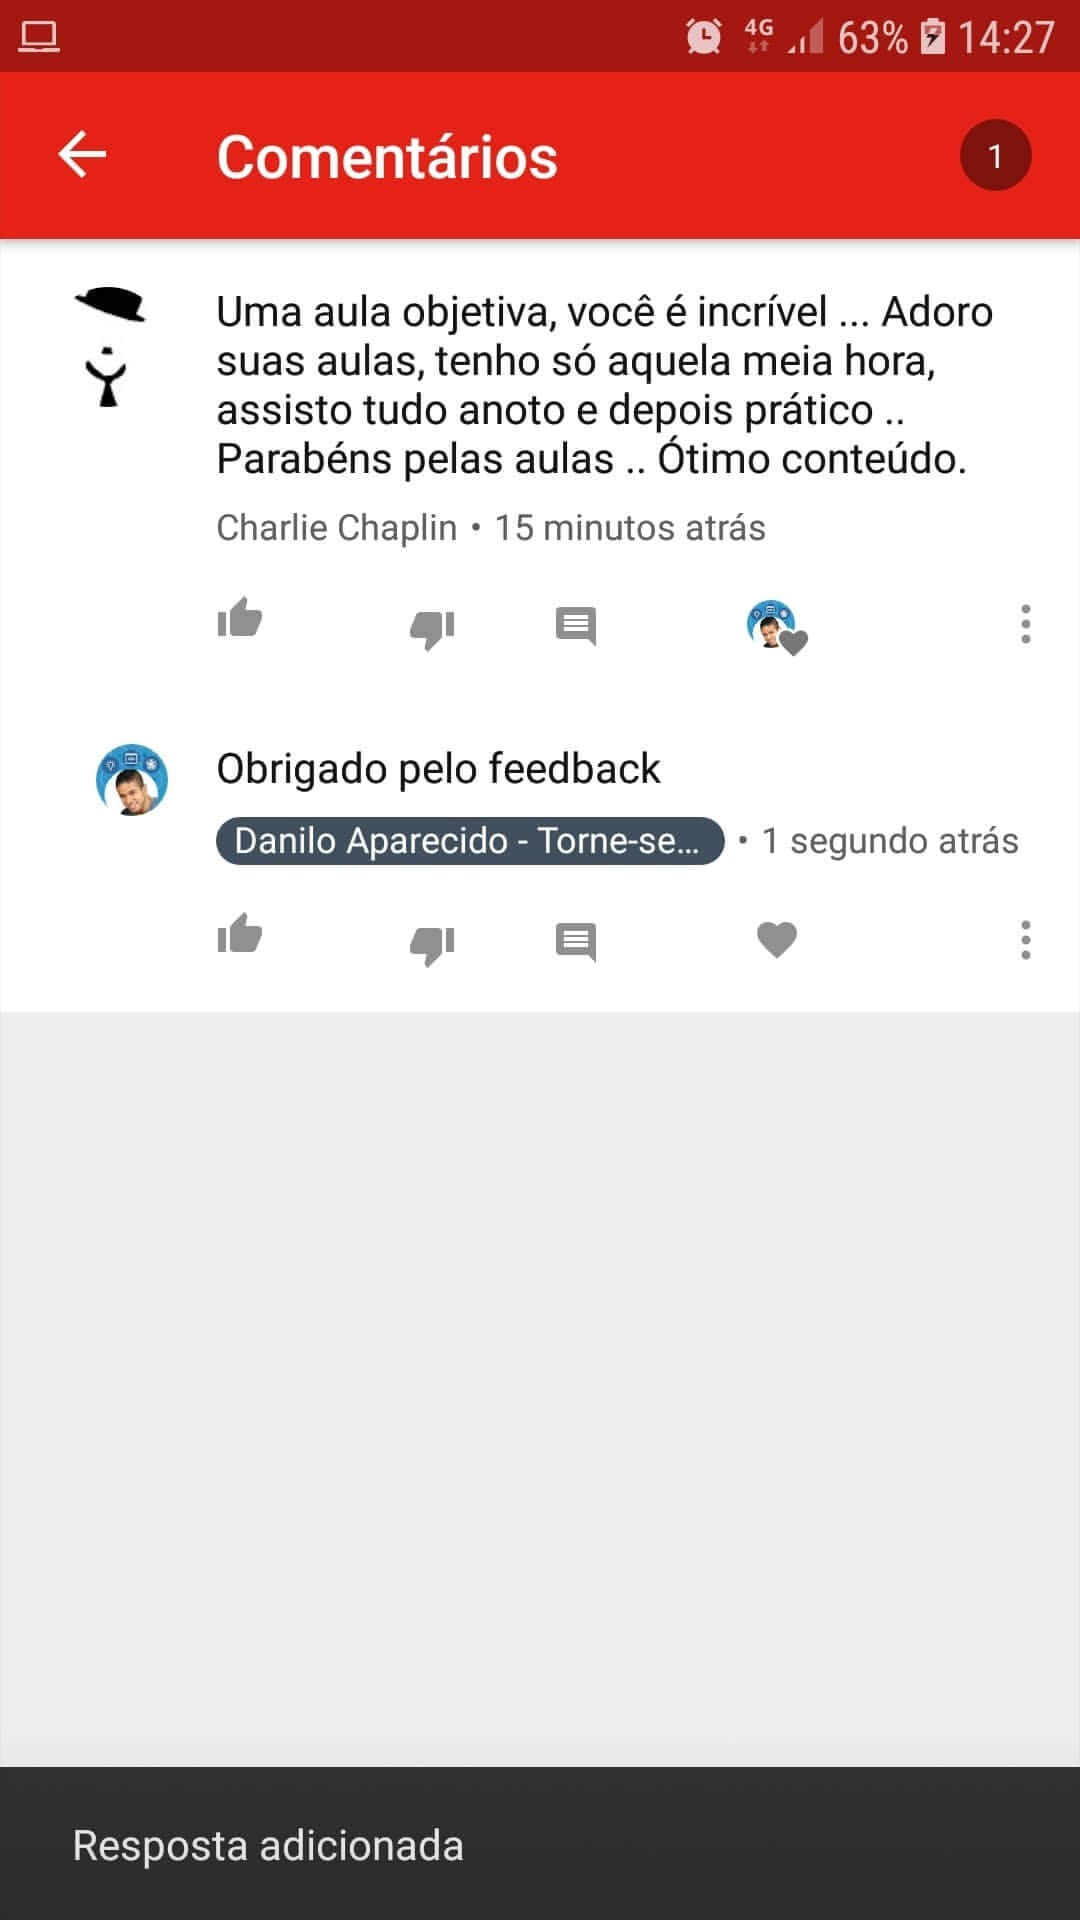 4G 63% 14:27
Comentários 1
Uma aula objetiva, você é incrível ... Adoro
suas aulas, tenho só aquela meia hora,
assisto tudo anoto e depois prático ..
Parabéns pelas aulas .. Ótimo conteúdo.
Charlie Chaplin • 15 minutos atrás
Obrigado pelo feedback
Danilo Aparecido - Torne-se... • 1 segundo atrás
Resposta adicionada